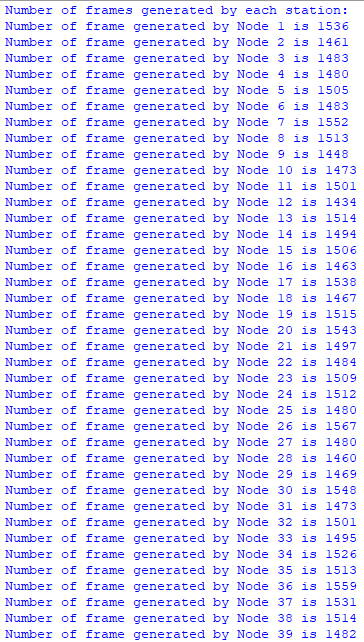 Number of frames generated by each station:
Number of frame generated by Node 1 is 1536
Number of frame generated by Node 2 is 1461
Number of frame generated by Node 3 is 1483
Number of frame generated by Node 4 is 1480
Number of frame generated by Node 5 is 1505
Number of frame generated by Node 6 is 1483
Number of frame generated by Node 7 is 1552
Number of frame generated by Node 8 is 1513
Number of frame generated by Node 9 is 1448
Number of frame generated by Node 10 is 1473
Number of frame generated by Node 11 is 1501
Number of frame generated by Node 12 is 1434
Number of frame generated by Node 13 is 1514
Number of frame generated by Node 14 is 1494
Number of frame generated by Node 15 is 1506
Number of frame generated by Node 16 is 1463
Number of frame generated by Node 17 is 1538
Number of frame generated by Node 18 is 1467
Number of frame generated by Node 19 is 1515
Number of frame generated by Node 20 is 1543
Number of frame generated by Node 21 is 1497
Number of frame generated by Node 22 is 1484
Number of frame generated by Node 23 is 1509
Number of frame generated by Node 24 is 1512
Number of frame generated by Node 25 is 1480
Number of frame generated by Node 26 is 1567
Number of frame generated by Node 27 is 1480
Number of frame generated by Node 28 is 1460
Number of frame generated by Node 29 is 1469
Number of frame generated by Node 30 is 1548
Number of frame generated by Node 31 is 1473
Number of frame generated by Node 32 is 1501
Number of frame generated by Node 33 is 1495
Number of frame generated by Node 34 is 1526
Number of frame generated by Node 35 is 1513
Number of frame generated by Node 36 is 1559
Number of frame generated by Node 37 is 1531
Number of frame generated by Node 38 is 1514
Number of frame generated by Node 39 is